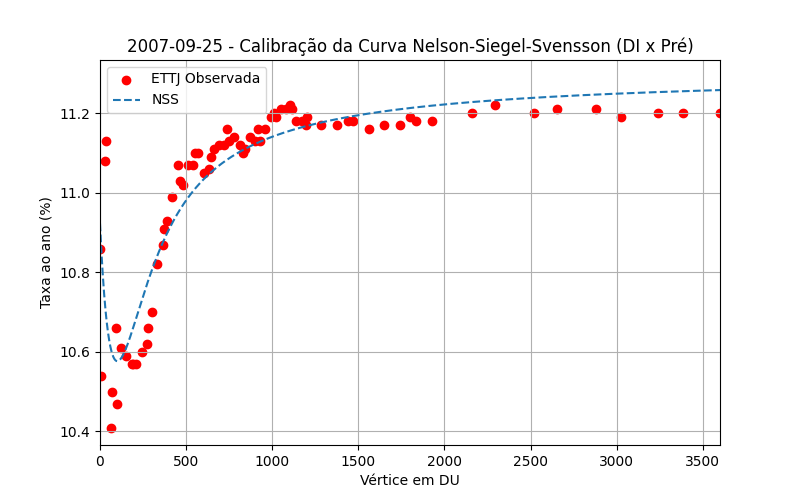 2007-09-25 - Calibração da Curva Nelson-Siegel-Svensson (DI x Pré)
ETTJ Observada
NSS
11.2
11.0
10.8
10.6
10.4
Taxa ao ano (%)
0 500 1000 1500 2000 2500 3000 3500
Vértice em DU